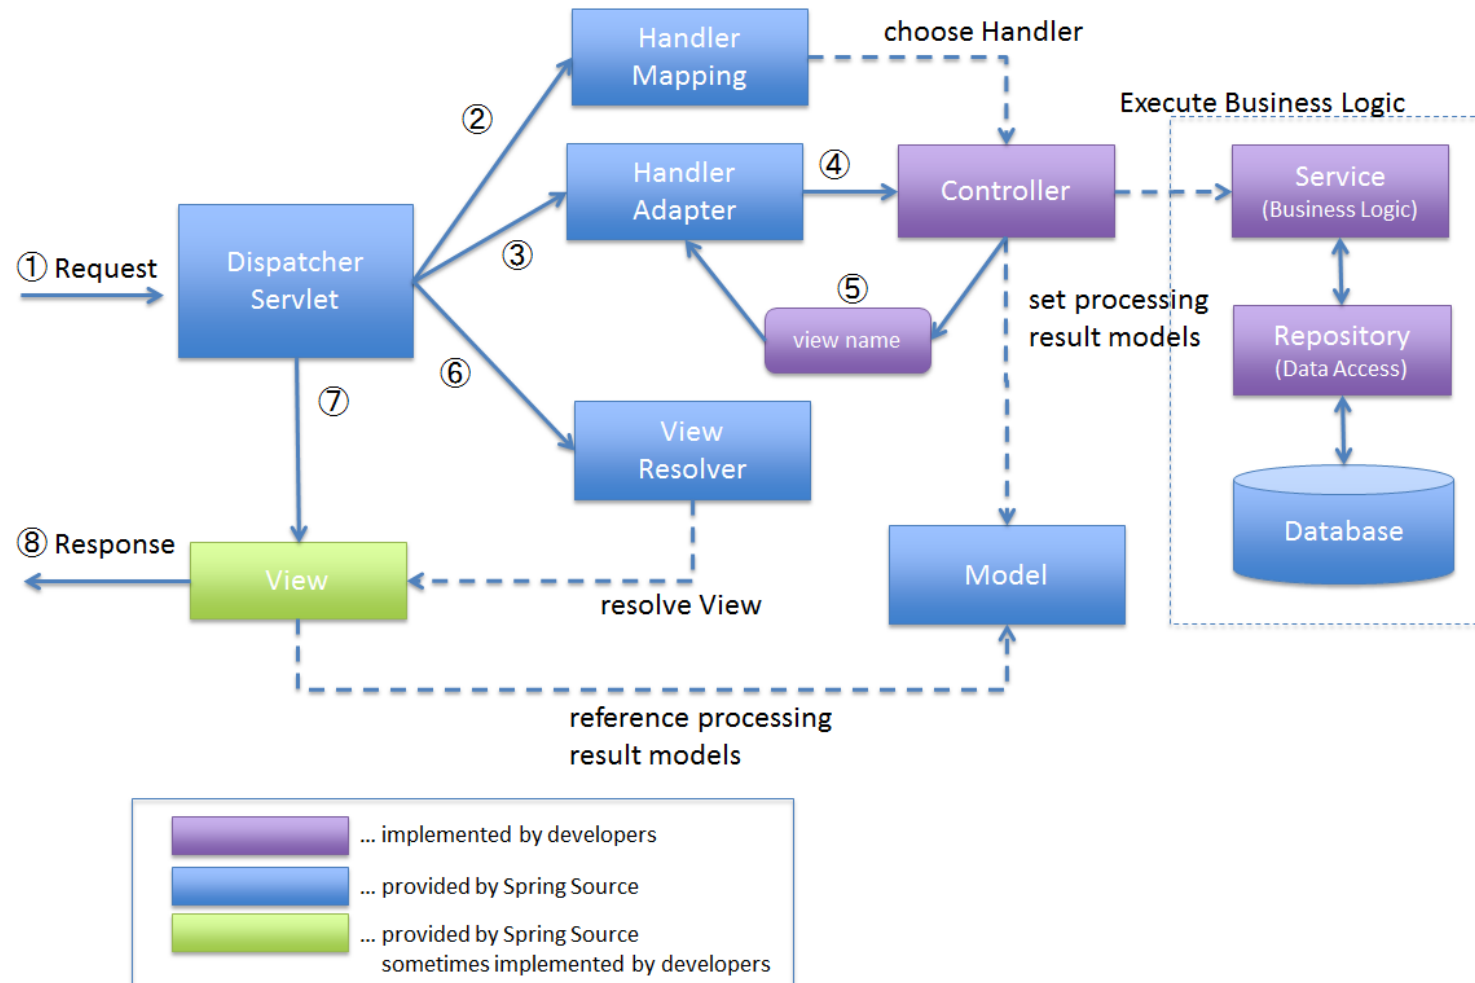 Handler
Mapping
choose Handler
②
Execute Business Logic
Handler
Adapter
④
Controller
Service
(Business Logic)
① Request
Dispatcher
Servlet
③
⑤
view name
set processing
result models
Repository
(Data Access)
⑥
⑦
View
Resolver
Database
⑧ Response
View
resolve View
Model
reference processing
result models
... implemented by developers
... provided by Spring Source
... provided by Spring Source
sometimes implemented by developers